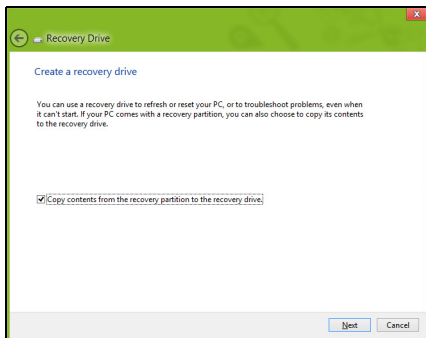 Recovery Drive
Create a recovery drive
You can use a recovery drive to refresh or reset your PC, or to troubleshoot problems, even when
it can't start. If your PC comes with a recovery partition, you can also choose to copy its contents
to the recovery drive.
Copy contents from the recovery partition to the recovery drive.
Next Cancel